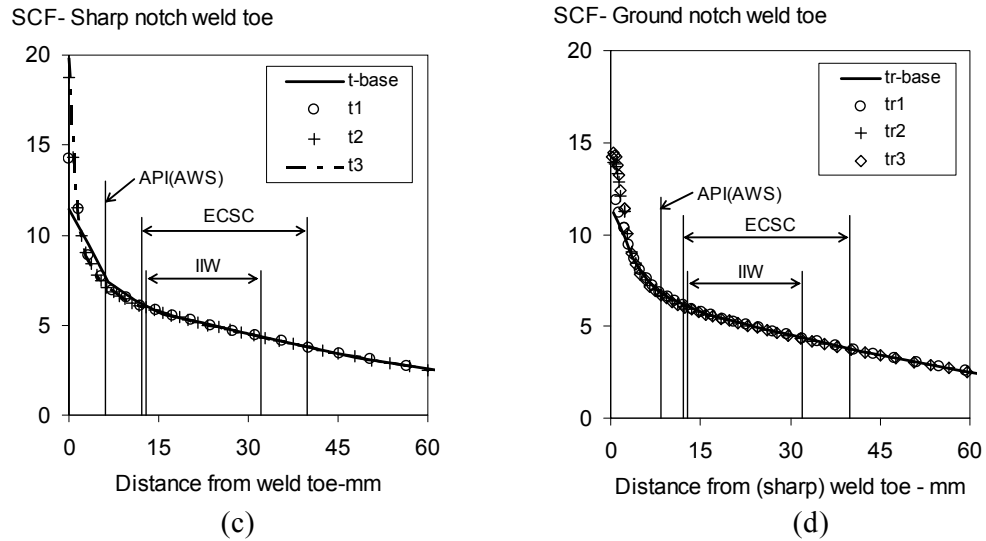 SCF- Sharp notch weld toe
20
15
10
5
0
t-base
t1
t2
t3
API(AWS)
ECSC
IIW
0 15 30 45 60
Distance from weld toe-mm
(c)
SCF- Ground notch weld toe
20
15
10
5
0
tr-base
tr1
tr2
tr3
API(AWS)
ECSC
IIW
0 15 30 45 60
Distance from (sharp) weld toe - mm
(d)